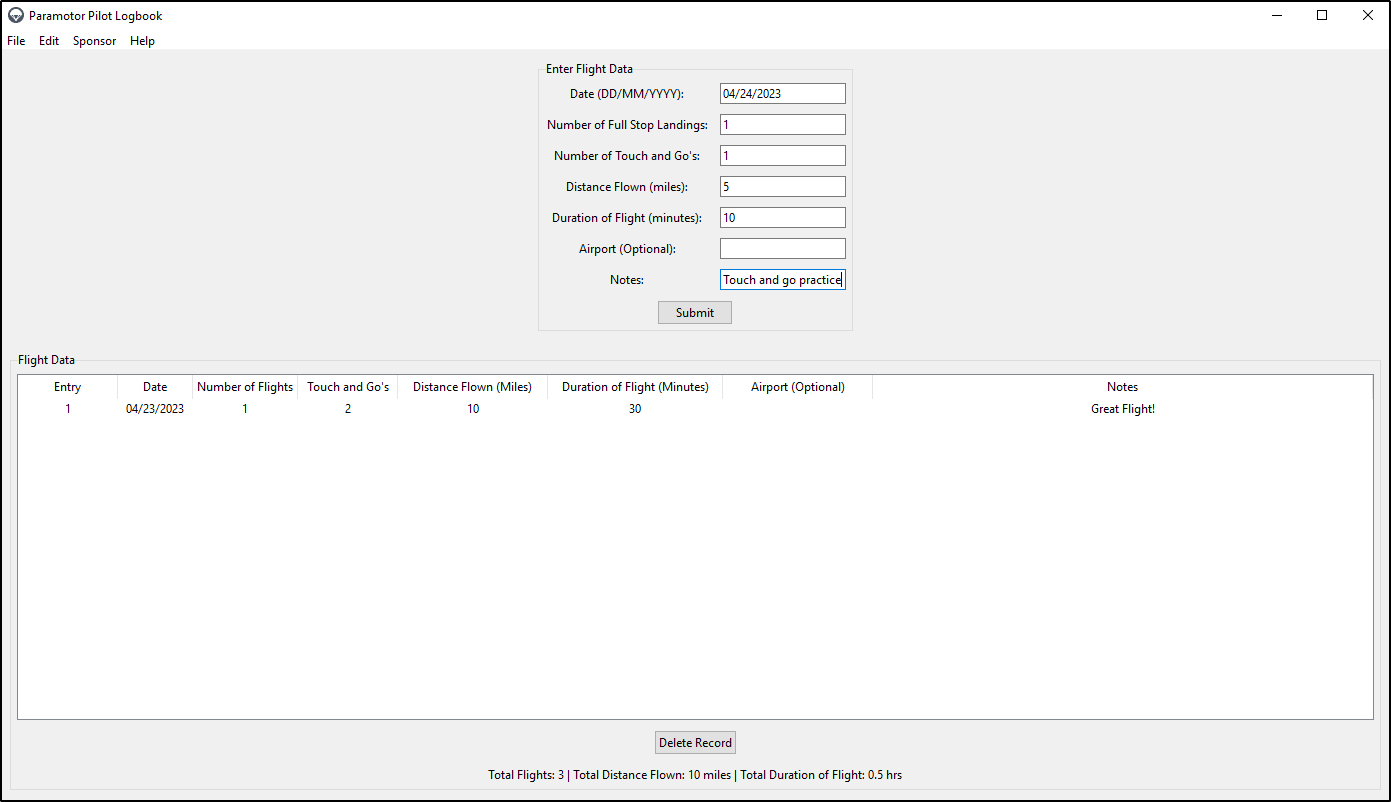 Paramotor Pilot Logbook
File Edit Sponsor Help
Enter Flight Data
Date (DD/MM/YYYY): 04/24/2023
Number of Full Stop Landings: 1
Number of Touch and Go's: 1
Distance Flown (miles): 5
Duration of Flight (minutes): 10
Airport (Optional):
Notes: Touch and go practice
Submit
Flight Data
Entry Date Number of Flights Touch and Go's Distance Flown (Miles) Duration of Flight (Minutes) Airport (Optional) Notes
1 04/23/2023 1 2 10 30 Great Flight!
Delete Record
Total Flights: 3 | Total Distance Flown: 10 miles | Total Duration of Flight: 0.5 hrs